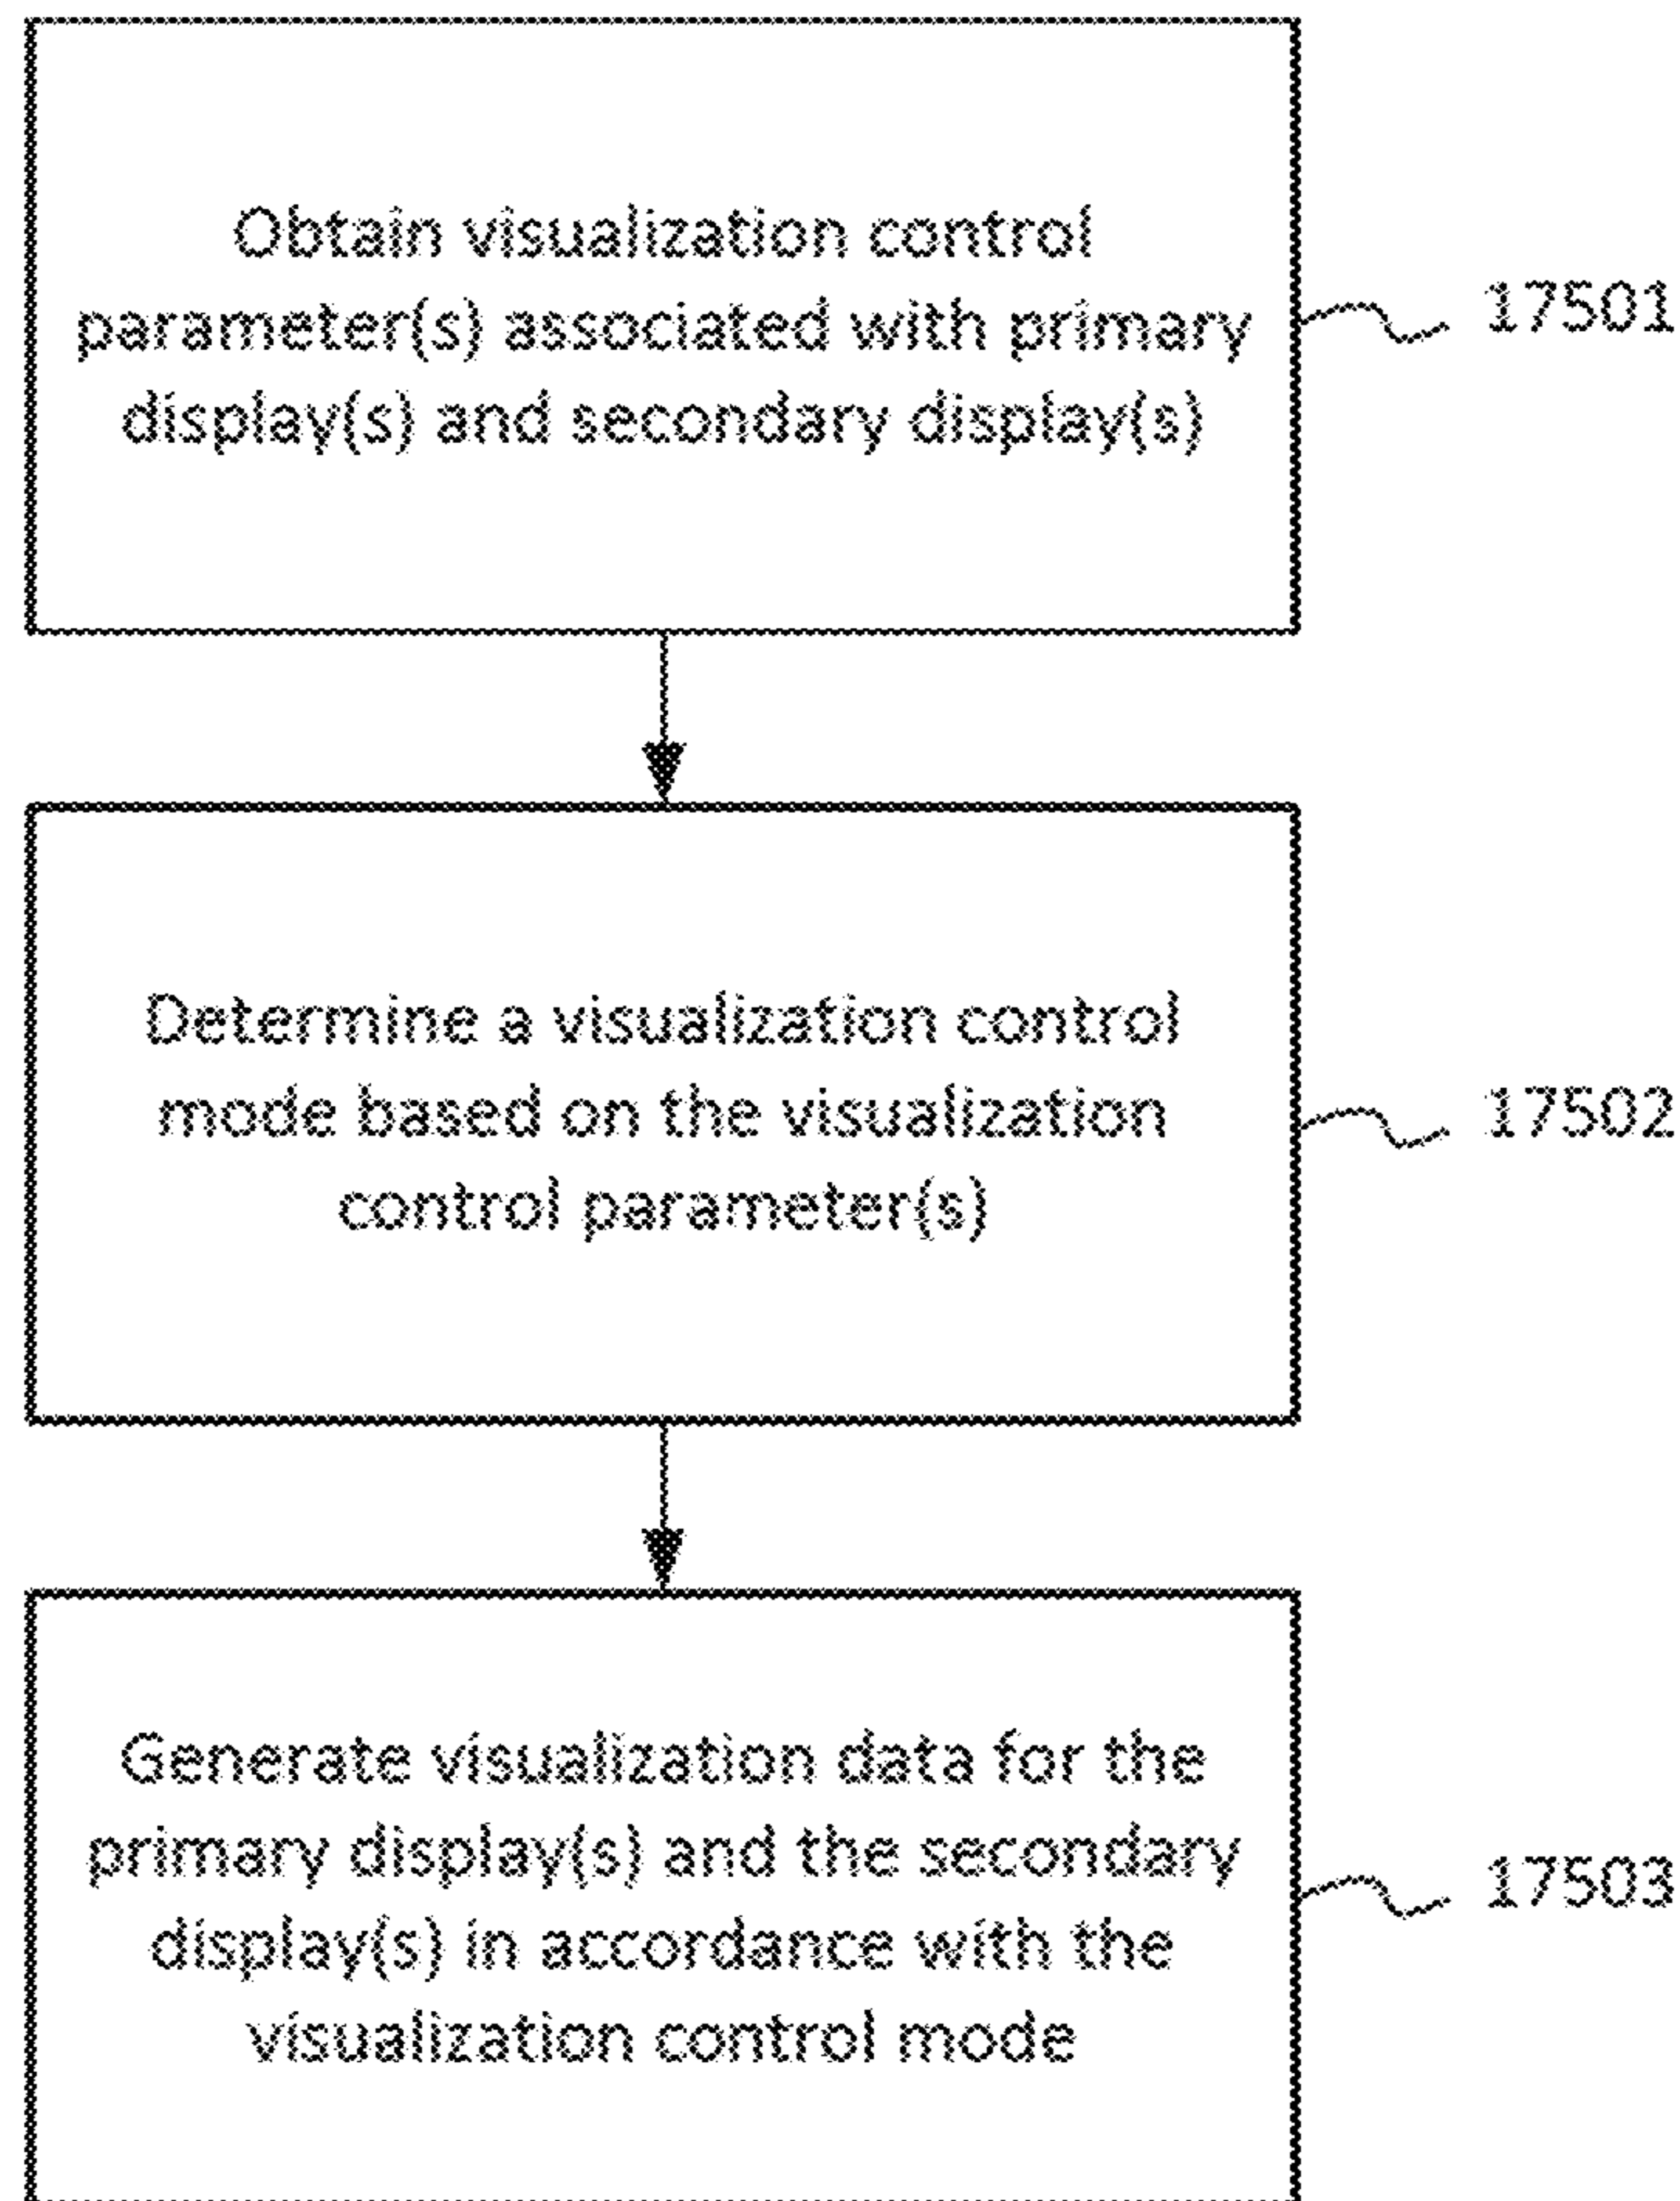 Obtain visualization control
parameter(s) associated with primary
display(s) and secondary display(s)
17501
Determine a visualization control
mode based on the visualization
control parameter(s)
17502
Generate visualization data for the
primary display(s) and the secondary
display(s) in accordance with the
visualization control mode
17503